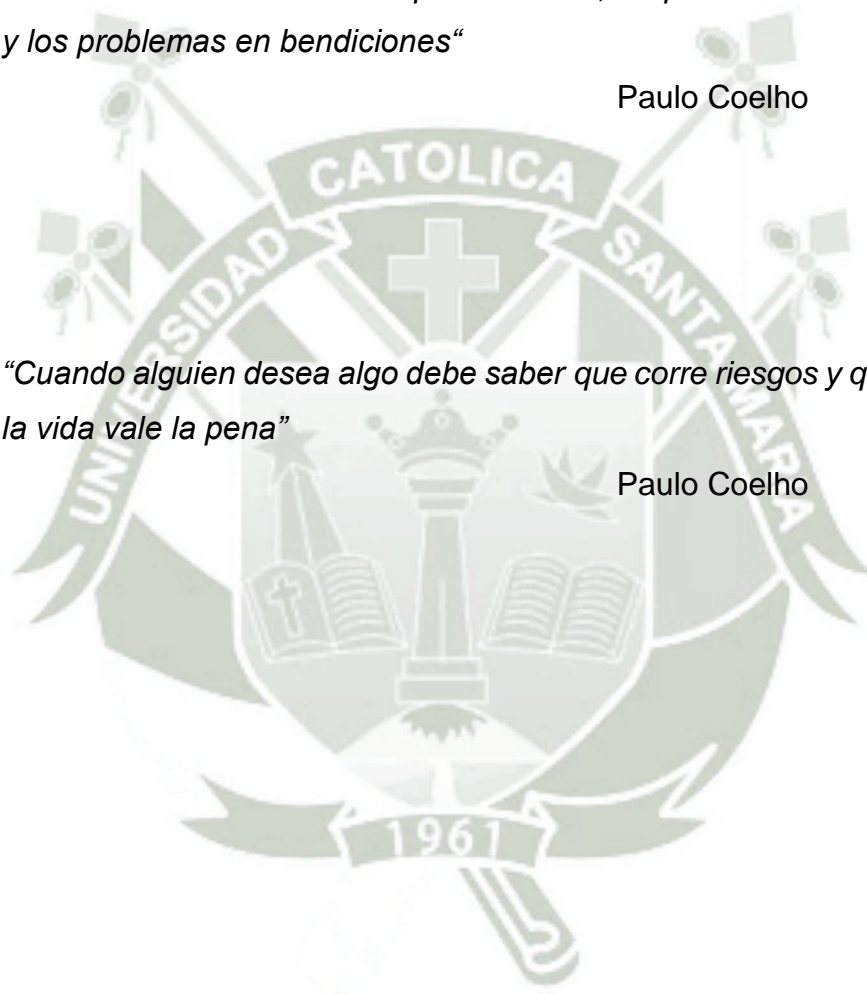 y los problemas en bendiciones“
Paulo Coelho
CATOLICA
UNIVERSIDAD
SANTA MARIA
“Cuando alguien desea algo debe saber que corre riesgos y
la vida vale la pena”
Paulo Coelho
1961